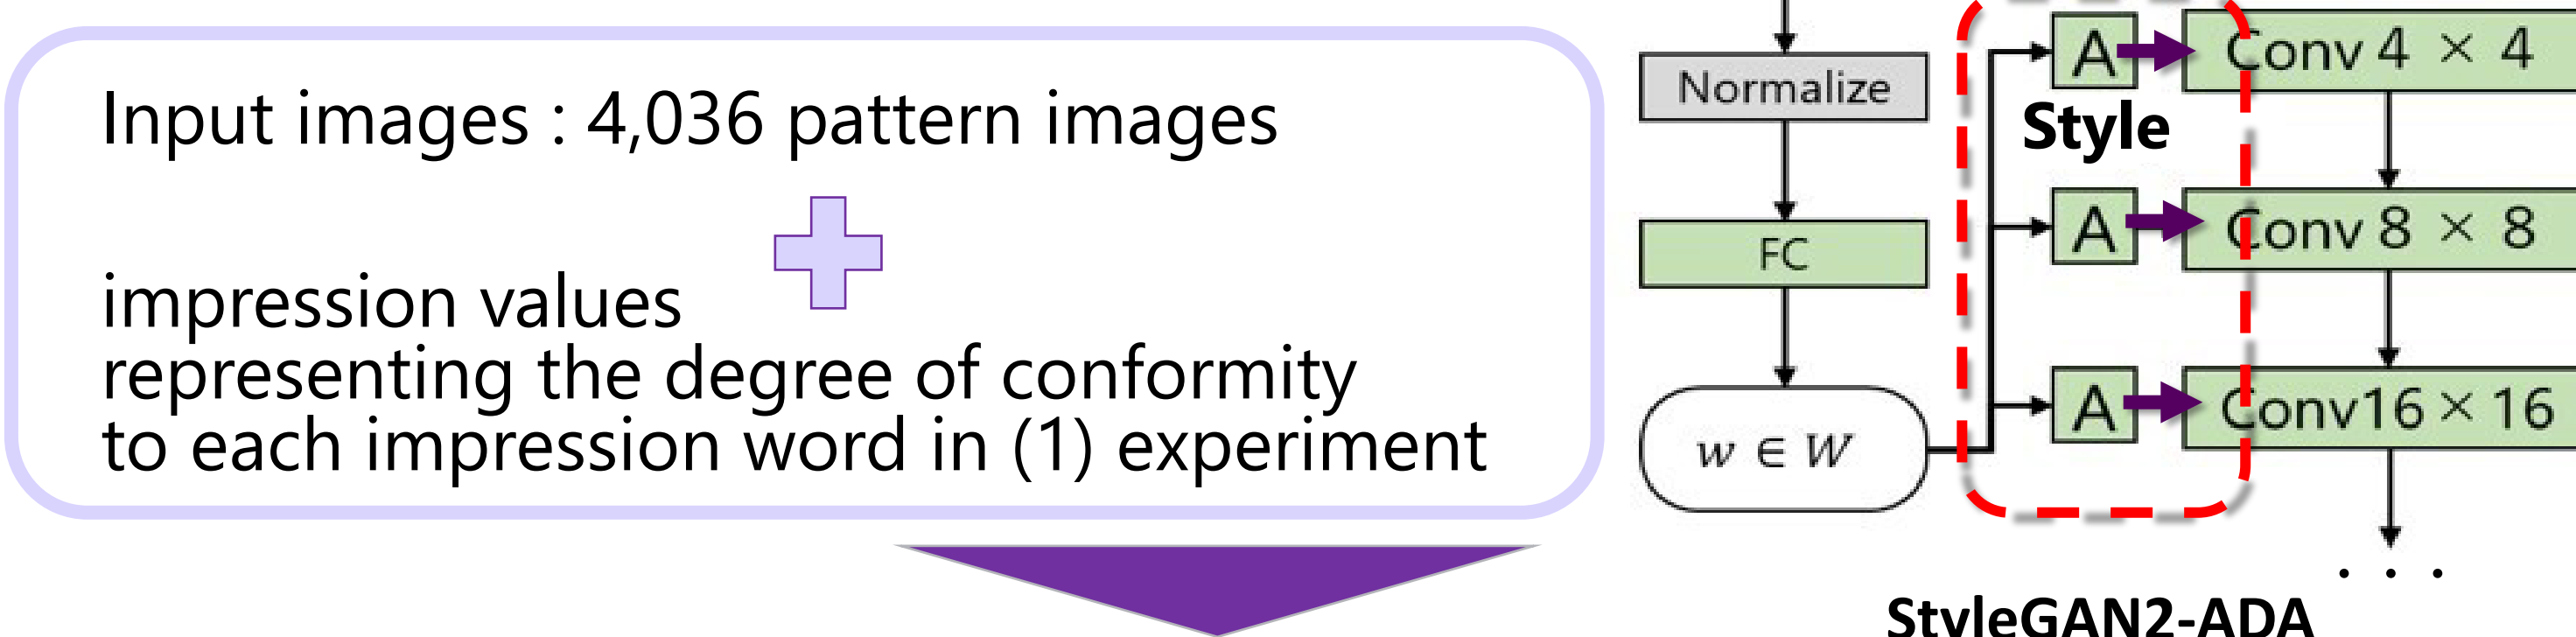 Input images : 4,036 pattern images
impression values
representing the degree of conformity
to each impression word in (1) experiment
Normalize
FC
w ∈ W
A
Conv 4 × 4
Style
A
Conv 8 × 8
A
Conv16 × 16
. . .
StyleGAN2-ADA